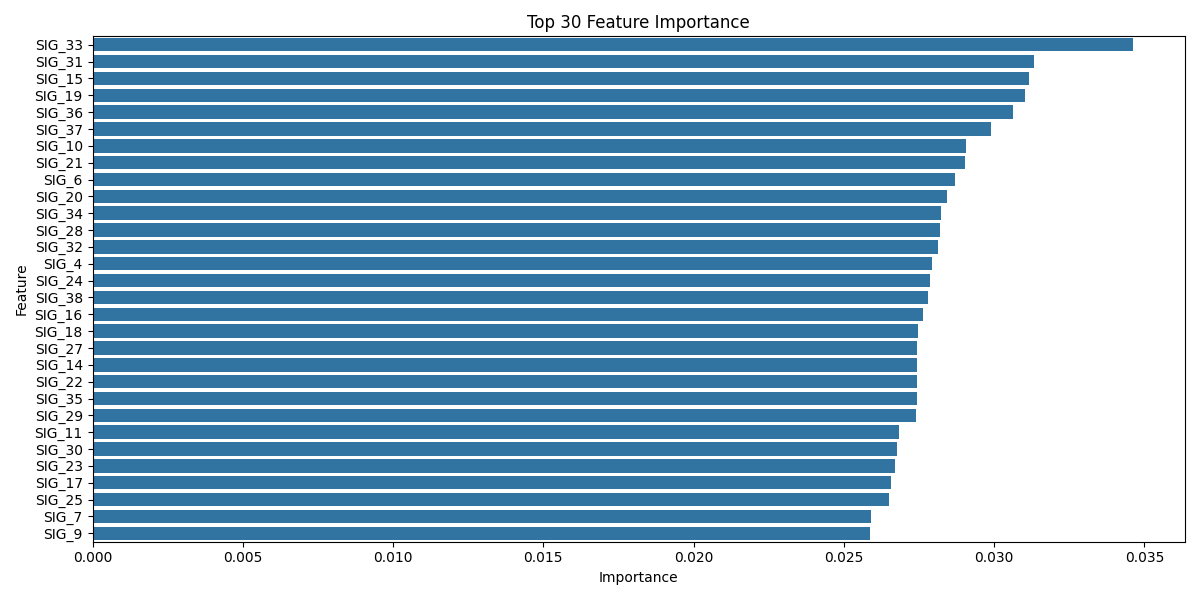 Top 30 Feature Importance
Feature
SIG_33
SIG_31
SIG_15
SIG_19
SIG_36
SIG_37
SIG_10
SIG_21
SIG_6
SIG_20
SIG_34
SIG_28
SIG_32
SIG_4
SIG_24
SIG_38
SIG_16
SIG_18
SIG_27
SIG_14
SIG_22
SIG_35
SIG_29
SIG_11
SIG_30
SIG_23
SIG_17
SIG_25
SIG_7
SIG_9
0.000 0.005 0.010 0.015 0.020 0.025 0.030 0.035
Importance